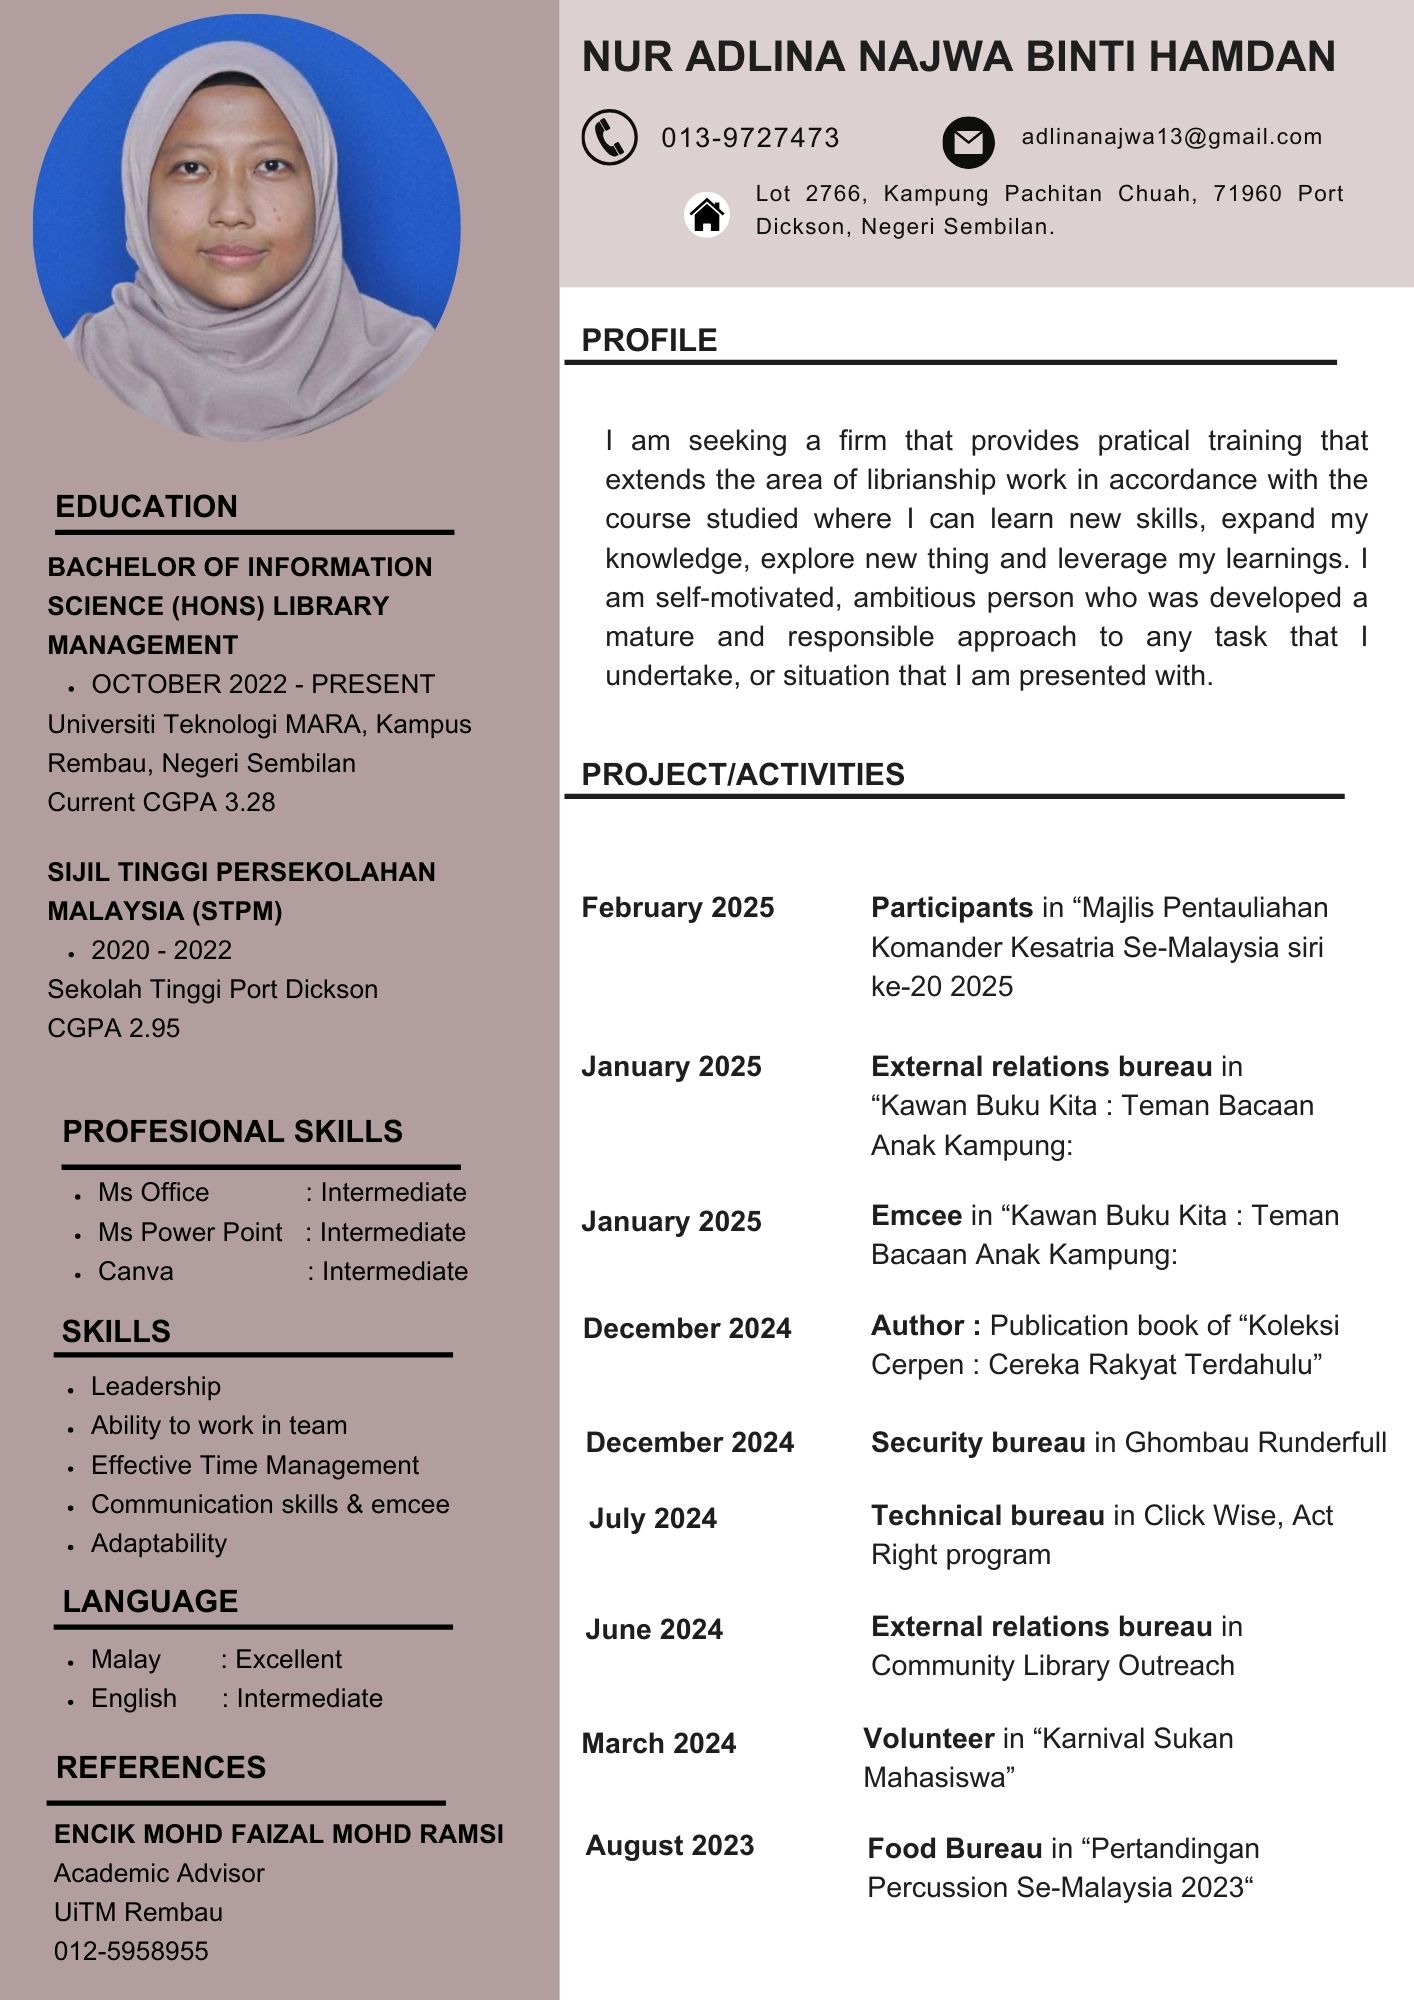 NUR ADLINA NAJWA BINTI HAMDAN
013-9727473
adlinanajwa13@gmail.com
Lot 2766, Kampung Pachitan Chuah, 71960 Port
Dickson, Negeri Sembilan.
EDUCATION
BACHELOR OF INFORMATION
SCIENCE (HONS) LIBRARY
MANAGEMENT
• OCTOBER 2022 - PRESENT
Universiti Teknologi MARA, Kampus
Rembau, Negeri Sembilan
Current CGPA 3.28
SIJIL TINGGI PERSEKOLAHAN
MALAYSIA (STPM)
• 2020 - 2022
Sekolah Tinggi Port Dickson
CGPA 2.95
PROFESIONAL SKILLS
• Ms Office : Intermediate
• Ms Power Point : Intermediate
• Canva : Intermediate
SKILLS
• Leadership
• Ability to work in team
• Effective Time Management
• Communication skills & emcee
• Adaptability
LANGUAGE
• Malay : Excellent
• English : Intermediate
REFERENCES
ENCIK MOHD FAIZAL MOHD RAMSI
Academic Advisor
UiTM Rembau
012-5958955
PROFILE
I am seeking a firm that provides pratical training that
extends the area of librianship work in accordance with the
course studied where I can learn new skills, expand my
knowledge, explore new thing and leverage my learnings. I
am self-motivated, ambitious person who was developed a
mature and responsible approach to any task that I
undertake, or situation that I am presented with.
PROJECT/ACTIVITIES
February 2025 Participants in “Majlis Pentauliahan
Komander Kesatria Se-Malaysia siri
ke-20 2025
January 2025 External relations bureau in
“Kawan Buku Kita : Teman Bacaan
Anak Kampung:
January 2025 Emcee in “Kawan Buku Kita : Teman
Bacaan Anak Kampung:
December 2024 Author : Publication book of “Koleksi
Cerpen : Cereka Rakyat Terdahulu”
December 2024 Security bureau in Ghombau Runderfull
July 2024 Technical bureau in Click Wise, Act
Right program
June 2024 External relations bureau in
Community Library Outreach
March 2024 Volunteer in “Karnival Sukan
Mahasiswa”
August 2023 Food Bureau in “Pertandingan
Percussion Se-Malaysia 2023“